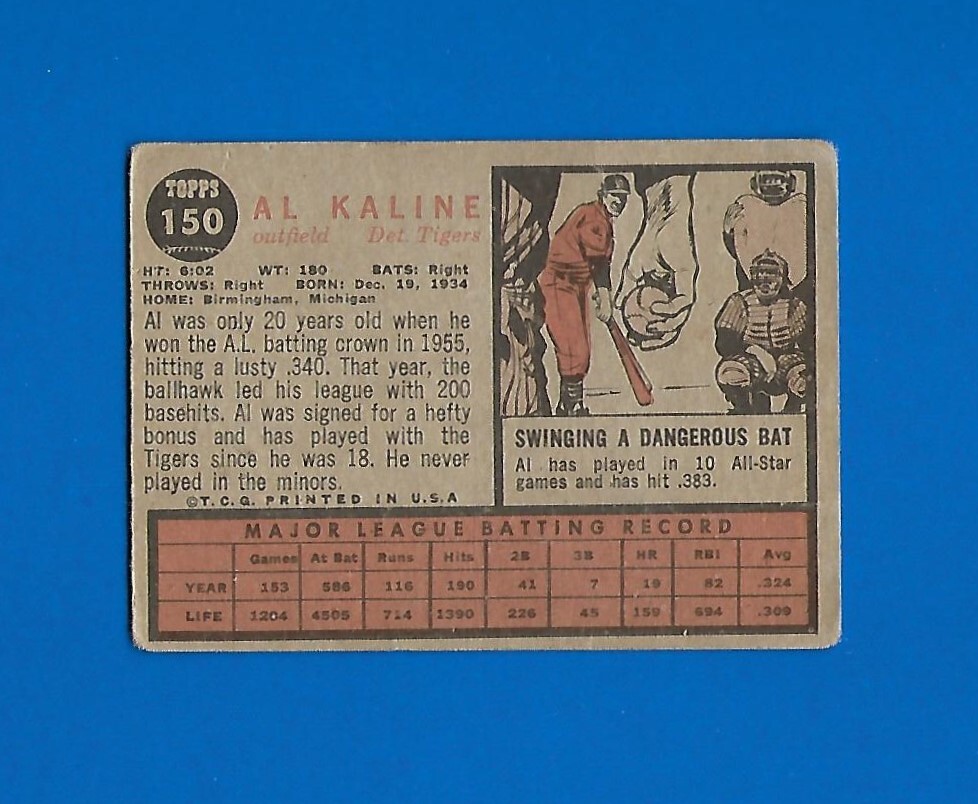 TOPPS
150
AL KALINE
outfield Det. Tigers
HT: 6:02 WT: 180 BATS: Right
THROWS: Right BORN: Dec. 19, 1934
HOME: Birmingham, Michigan
Al was only 20 years old when he
won the A.L. batting crown in 1955,
hitting a lusty .340. That year, the
ballhawk led his league with 200
basehits. Al was signed for a hefty
bonus and has played with the
Tigers since he was 18. He never
played in the minors.
©T.C.G. PRINTED IN U.S.A
SWINGING A DANGEROUS BAT
Al has played in 10 All-Star
games and has hit .383.
MAJOR LEAGUE BATTING RECORD
Games At Bat Runs Hits 2B 3B HR RBI Avg
YEAR 153 586 116 190 41 7 19 82 .324
LIFE 1204 4505 714 1390 226 45 159 694 .309